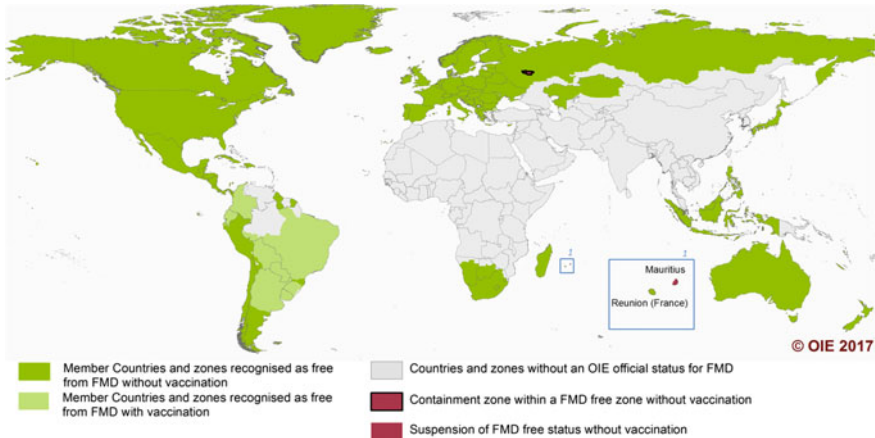 1
1
Mauritius
Reunion (France)
© OIE 2017
Member Countries and zones recognised as free
from FMD without vaccination
Member Countries and zones recognised as free
from FMD with vaccination
Countries and zones without an OIE official status for FMD
Containment zone within a FMD free zone without vaccination
Suspension of FMD free status wthout vaccination